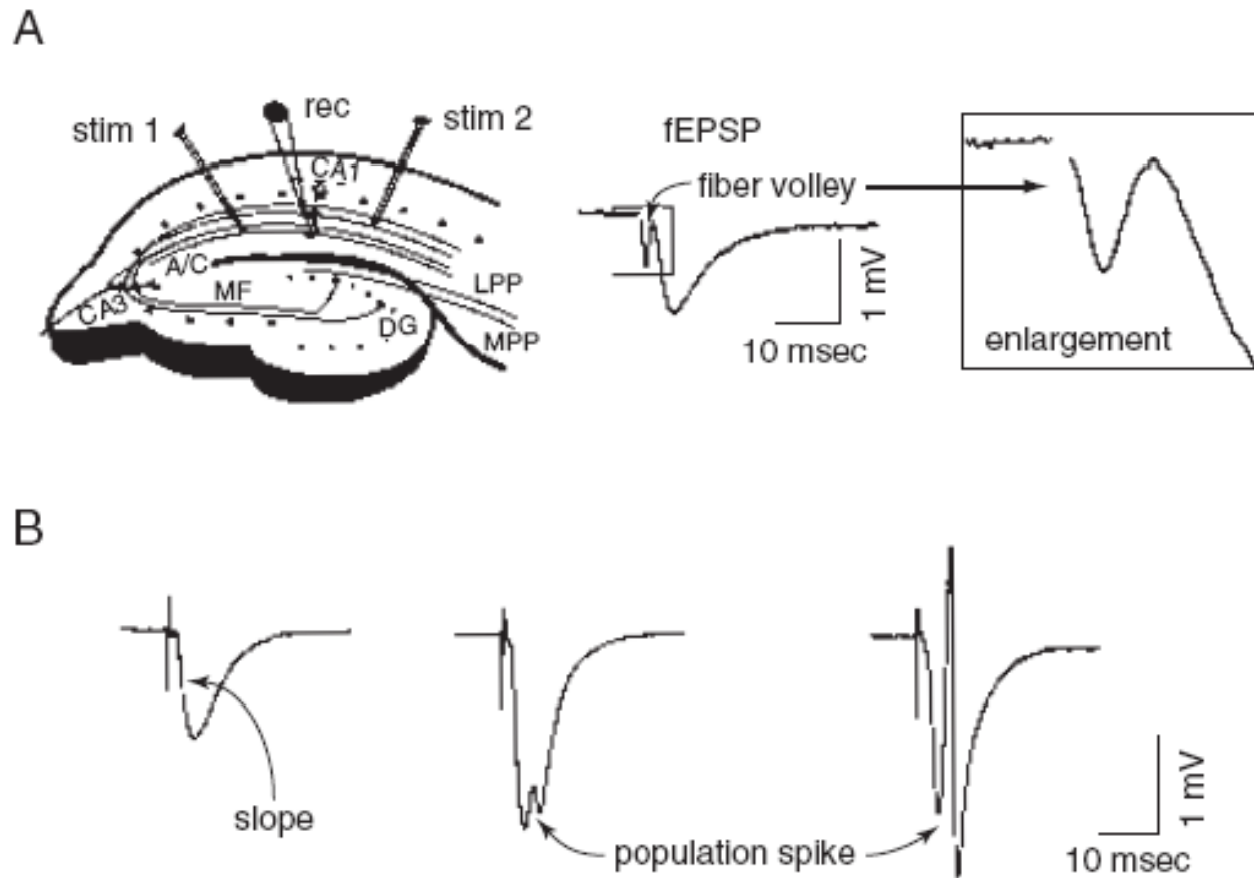 A
stim 1
rec
stim 2
CA1
A/C
CA3
MF
DG
LPP
MPP
fEPSP
fiber volley
1 mV
10 msec
enlargement
B
slope
population spike
1 mV
10 msec